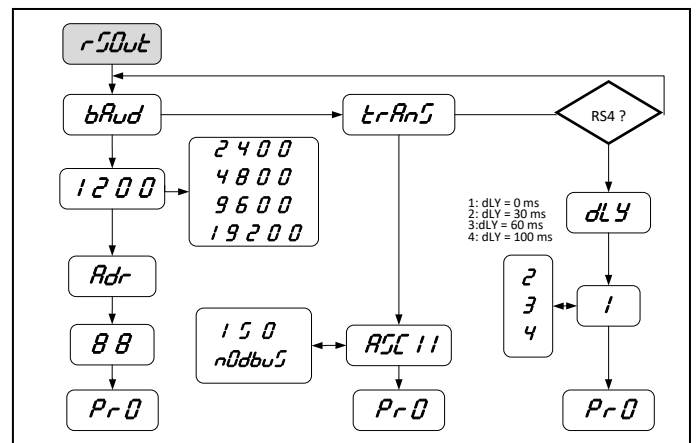 rSOut
bAud
trAnS
RS4 ?
1200
2400
4800
9600
19200
1: dLY = 0 ms
2: dLY = 30 ms
3:dLY = 60 ms
4: dLY = 100 ms
dLY
Adr
2
3
4
1
88
ISO
nOdbuS
ASCII
PrO
PrO
PrO